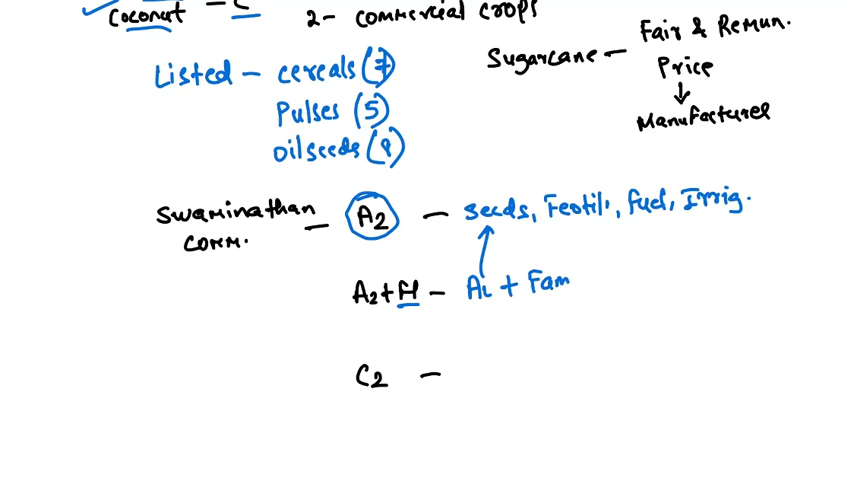 Coconut - C
2- commercial crops
Sugarcane - Fair & Remun.
Price
↓
Manufacturer
Listed - cereals (7)
Pulses (5)
oilseeds (8)
Swaminathan
comm. - A2 - seeds, Fertil., fuel, Irrig.
A2+Fl - A2 + Fam
C2 -